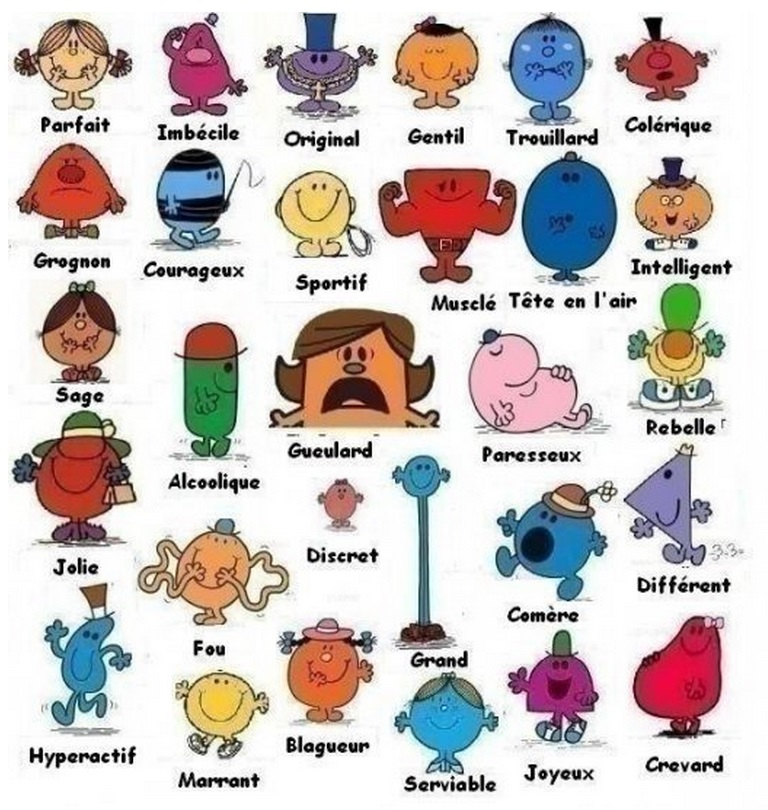 Parfait
Imbécile
Original
Gentil
Trouillard
Colérique
Grognon
Courageux
Sportif
Musclé
Tête en l'air
Intelligent
Sage
Alcoolique
Gueulard
Paresseux
Rebelle
Jolie
Discret
Comère
Différent
Fou
Grand
Hyperactif
Marrant
Blagueur
Serviable
Joyeux
Crevard